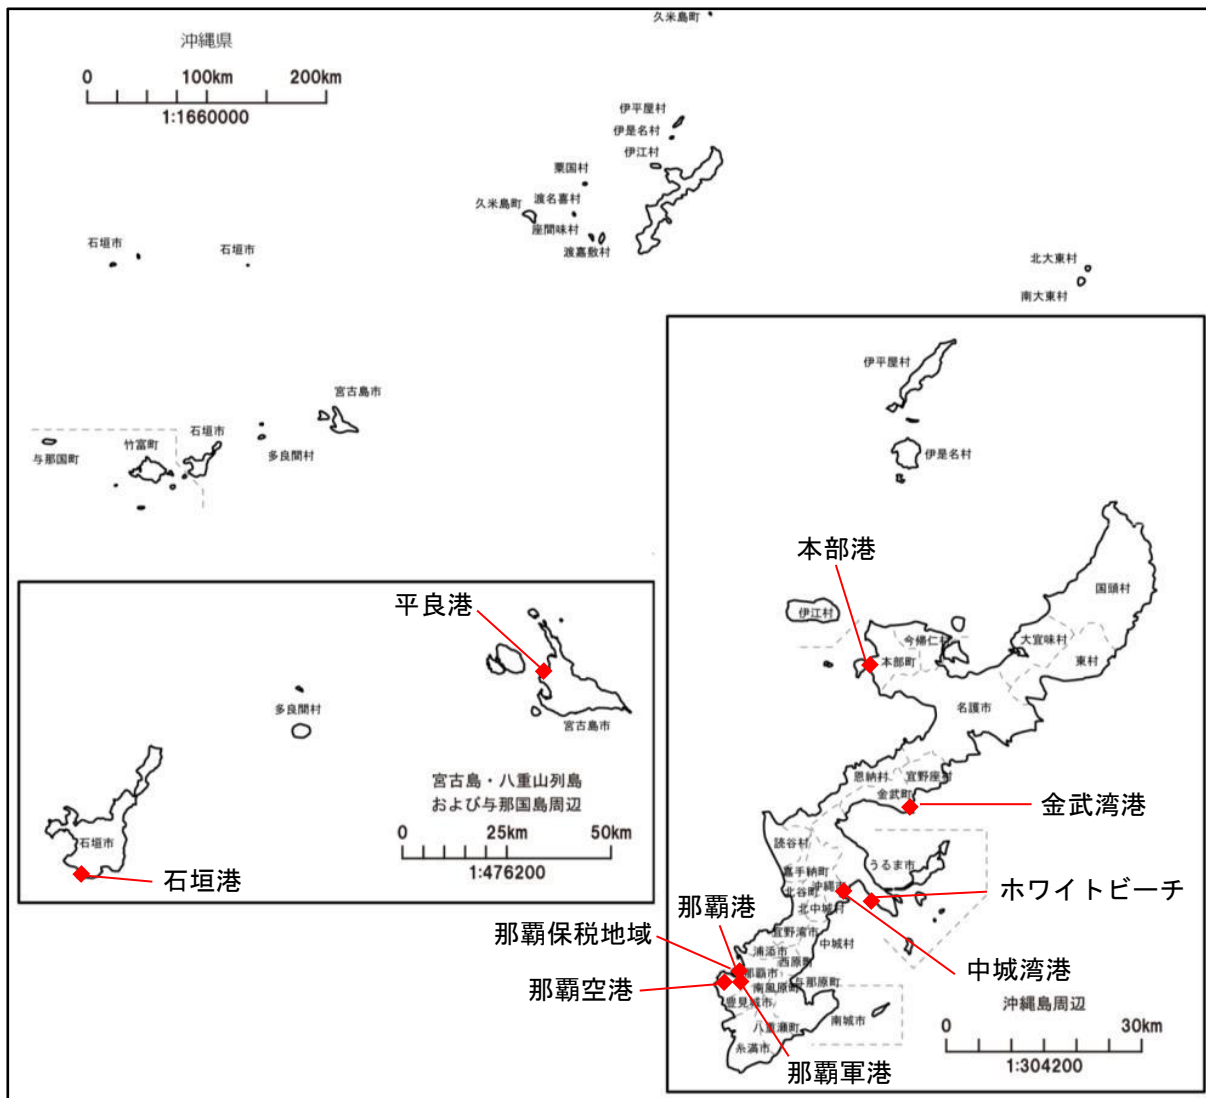 久米島町
沖縄県
0 100km 200km
1:1660000
伊平屋村
伊是名村
伊江村
粟国村
久米島町
渡名喜村
座間味村
渡嘉敷村
石垣市
石垣市
北大東村
南大東村
宮古島市
石垣市
竹富町
与那国町
多良間村
平良港
多良間村
宮古島市
石垣市
石垣港
宮古島・八重山列島
および与那国島周辺
0 25km 50km
1:476200
伊平屋村
伊是名村
本部港
伊江村
今帰仁村
本部町
国頭村
大宜味村
東村
名護市
恩納村
宜野座村
金武町
金武湾港
読谷村
うるま市
嘉手納町
沖縄市
北谷町
北中城村
ホワイトビーチ
那覇港
宜野湾市
中城村
那覇保税地域
浦添市
西原町
中城湾港
那覇市
与那原町
那覇空港
南風原町
豊見城市
南城市
八重瀬町
糸満市
那覇軍港
沖縄島周辺
0 30km
1:304200